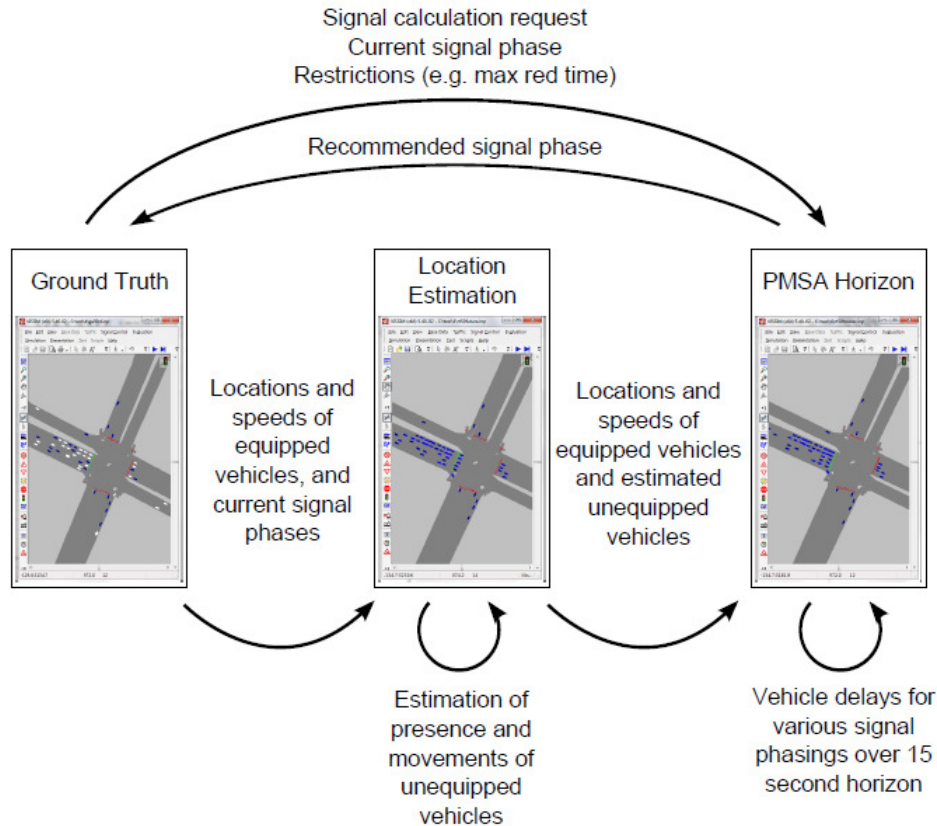 Signal calculation request
Current signal phase
Restrictions (e.g. max red time)
Recommended signal phase
Ground Truth
Location
Estimation
PMSA Horizon
Locations and
speeds of
equipped
vehicles, and
current signal
phases
Locations and
speeds of
equipped vehicles
and estimated
unequipped
vehicles
Estimation of
presence and
movements of
unequipped
vehicles
Vehicle delays for
various signal
phasings over 15
second horizon